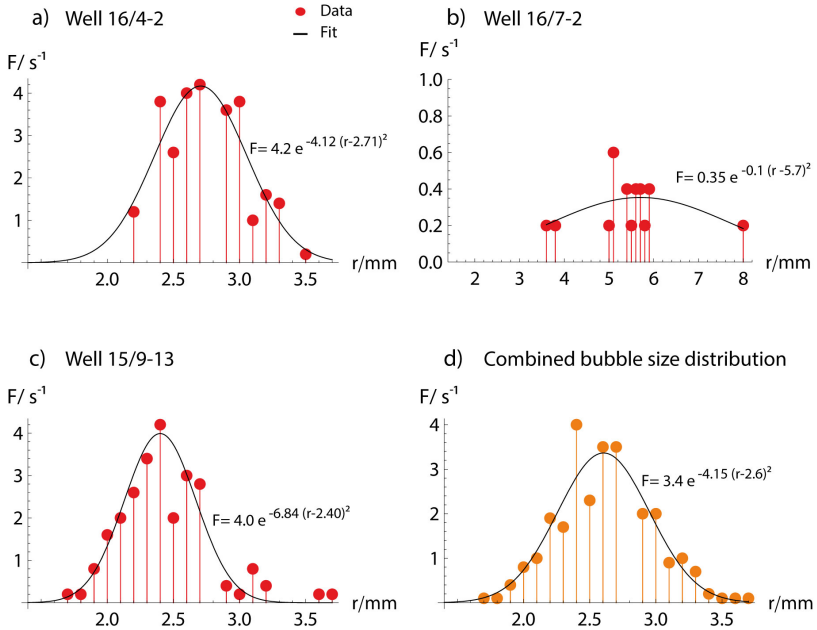 a) Well 16/4-2
Data
Fit
b) Well 16/7-2
F/ s⁻¹
4
3
2
1
F= 4.2 e^-4.12 (r-2.71)²
2.0 2.5 3.0 3.5
r/mm
F/ s⁻¹
1.0
0.8
0.6
0.4
0.2
0.0
F= 0.35 e^-0.1 (r -5.7)²
2 3 4 5 6 7 8
r/mm
c) Well 15/9-13
F/ s⁻¹
4
3
2
1
F= 4.0 e^-6.84 (r-2.40)²
2.0 2.5 3.0 3.5
r/mm
d) Combined bubble size distribution
F/ s⁻¹
4
3
2
1
F= 3.4 e^-4.15 (r-2.6)²
2.0 2.5 3.0 3.5
r/mm